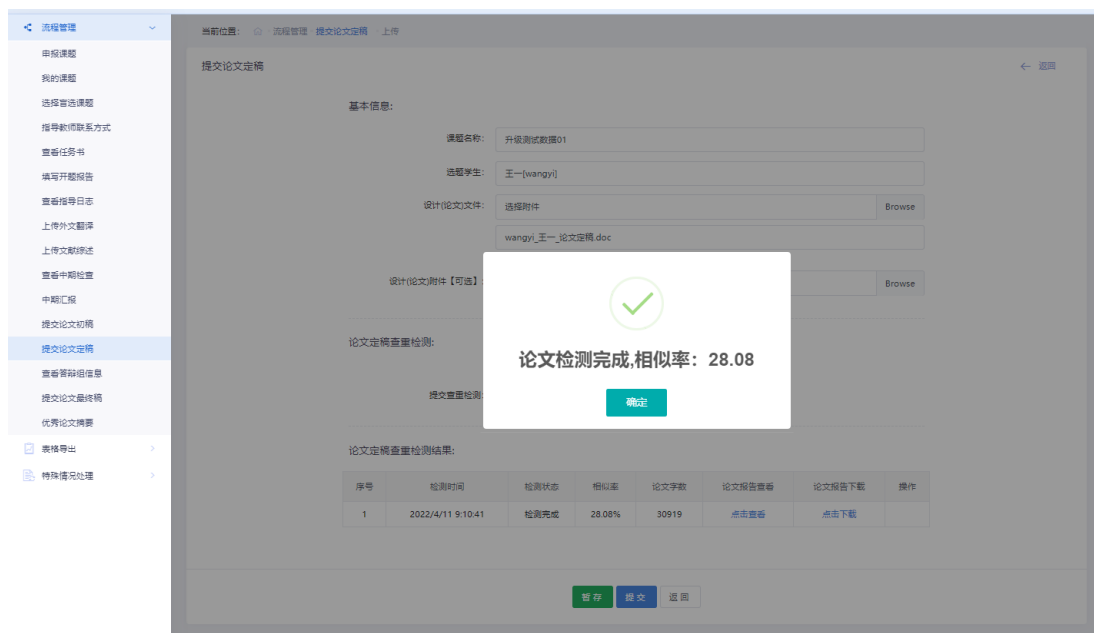 流程管理
申报课题
我的课题
选择盲选课题
指导教师联系方式
查看任务书
填写开题报告
查看指导日志
上传外文翻译
上传文献综述
查看中期检查
中期汇报
提交论文初稿
提交论文定稿
查看答辩组信息
提交论文最终稿
优秀论文摘要
表格导出
特殊情况处理
当前位置： · 流程管理 · 提交论文定稿 · 上传
提交论文定稿
← 返回
基本信息:
课题名称: 升级测试数据01
选题学生: 王一[wangyi]
设计(论文)文件: 选择附件 Browse
wangyi_王一_论文定稿.doc
设计(论文)附件【可选】 Browse
论文定稿查重检测:
提交查重检测:
论文检测完成,相似率：28.08
确定
论文定稿查重检测结果:
序号 检测时间 检测状态 相似率 论文字数 论文报告查看 论文报告下载 操作
1 2022/4/11 9:10:41 检测完成 28.08% 30919 点击查看 点击下载
暂存 提交 返回